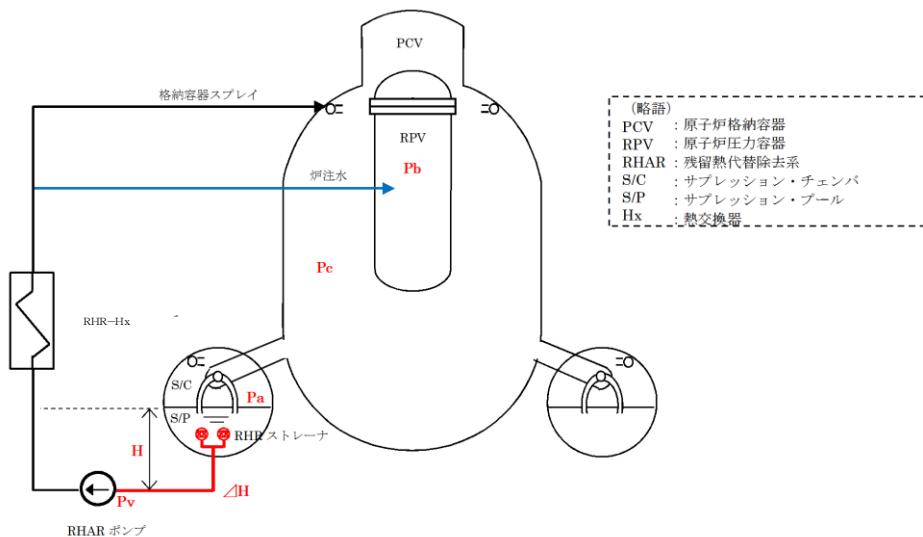 PCV
格納容器スプレイ
RPV
Pb
炉注水
Pc
RHR-Hx
S/C
Pa
S/P
RHR ストレーナ
H
⊿H
Pv
RHAR ポンプ
(略語)
PCV :原子炉格納容器
RPV :原子炉圧力容器
RHAR :残留熱代替除去系
S/C :サプレッション・チェンバ
S/P :サプレッション・プール
Hx :熱交換器